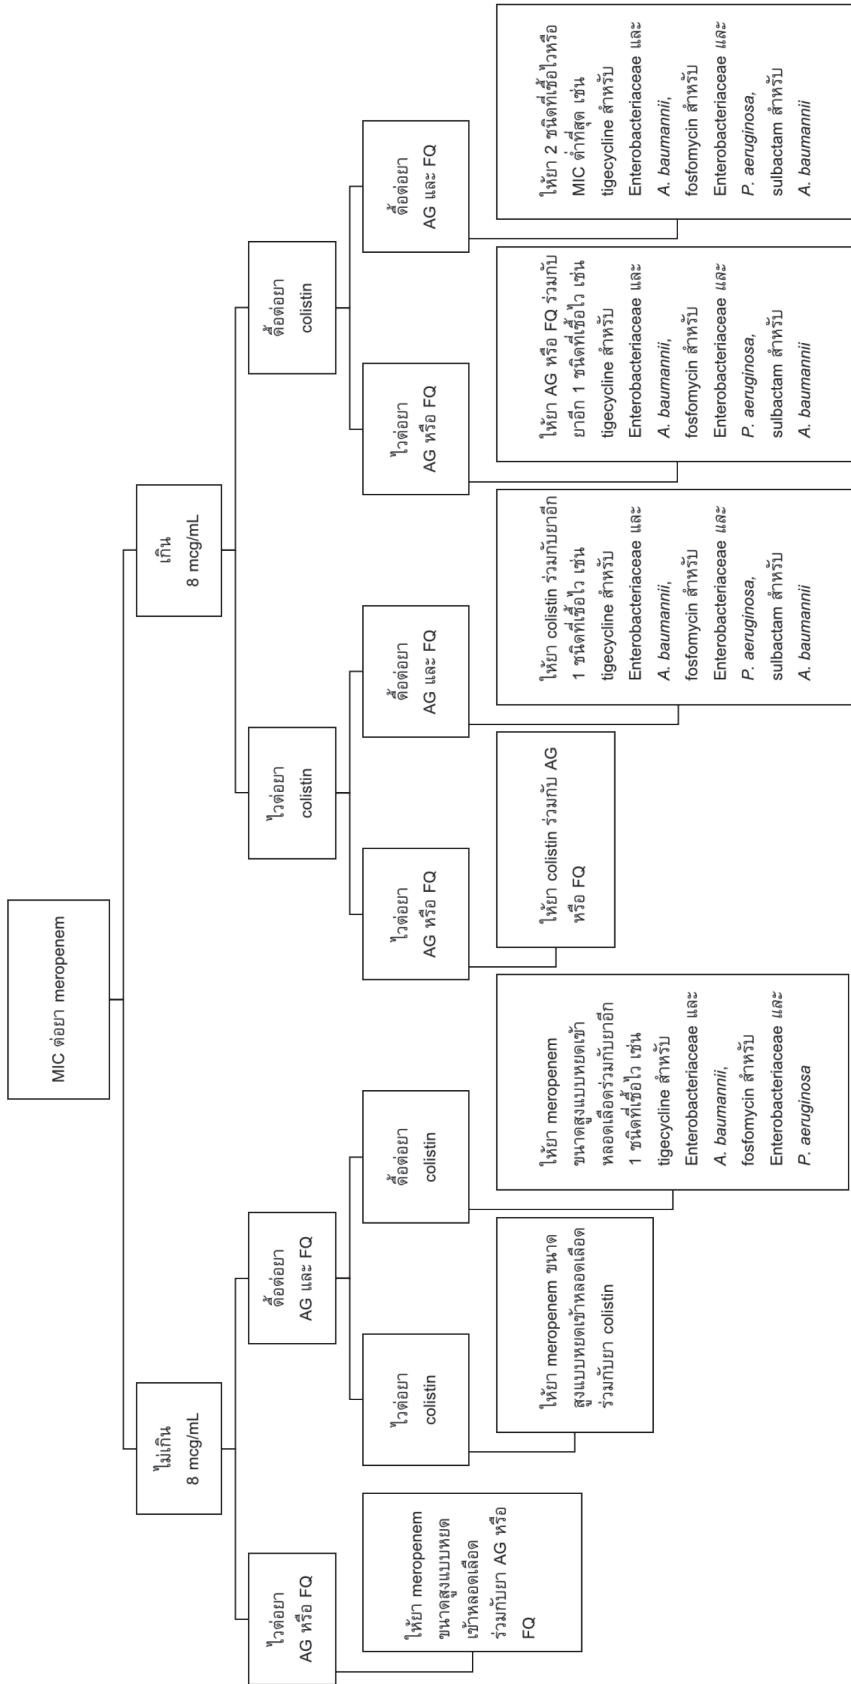 MIC ต่อยา meropenem
ไม่เกิน
8 mcg/mL
เกิน
8 mcg/mL
ไวต่อยา
AG หรือ FQ
ดื้อต่อยา
AG และ FQ
ไวต่อยา
colistin
ดื้อต่อยา
colistin
ไวต่อยา
colistin
ดื้อต่อยา
colistin
ไวต่อยา
AG หรือ FQ
ดื้อต่อยา
AG และ FQ
ไวต่อยา
AG หรือ FQ
ดื้อต่อยา
AG และ FQ
ให้ยา meropenem
ขนาดสูงแบบหยด
เข้าหลอดเลือด
ร่วมกับยา AG หรือ
FQ
ให้ยา meropenem ขนาด
สูงแบบหยดเข้าหลอดเลือด
ร่วมกับยา colistin
ให้ยา meropenem
ขนาดสูงแบบหยดเข้า
หลอดเลือดร่วมกับยาอีก
1 ชนิดที่เชื้อไว เช่น
tigecycline สำหรับ
Enterobacteriaceae และ
A. baumannii,
fosfomycin สำหรับ
Enterobacteriaceae และ
P. aeruginosa
ให้ยา colistin ร่วมกับ AG
หรือ FQ
ให้ยา colistin ร่วมกับยาอีก
1 ชนิดที่เชื้อไว เช่น
tigecycline สำหรับ
Enterobacteriaceae และ
A. baumannii,
fosfomycin สำหรับ
Enterobacteriaceae และ
P. aeruginosa,
sulbactam สำหรับ
A. baumannii
ให้ยา AG หรือ FQ ร่วมกับ
ยาอีก 1 ชนิดที่เชื้อไว เช่น
tigecycline สำหรับ
Enterobacteriaceae และ
A. baumannii,
fosfomycin สำหรับ
Enterobacteriaceae และ
P. aeruginosa,
sulbactam สำหรับ
A. baumannii
ให้ยา 2 ชนิดที่เชื้อไวหรือ
MIC ต่ำที่สุด เช่น
tigecycline สำหรับ
Enterobacteriaceae และ
A. baumannii,
fosfomycin สำหรับ
Enterobacteriaceae และ
P. aeruginosa,
sulbactam สำหรับ
A. baumannii